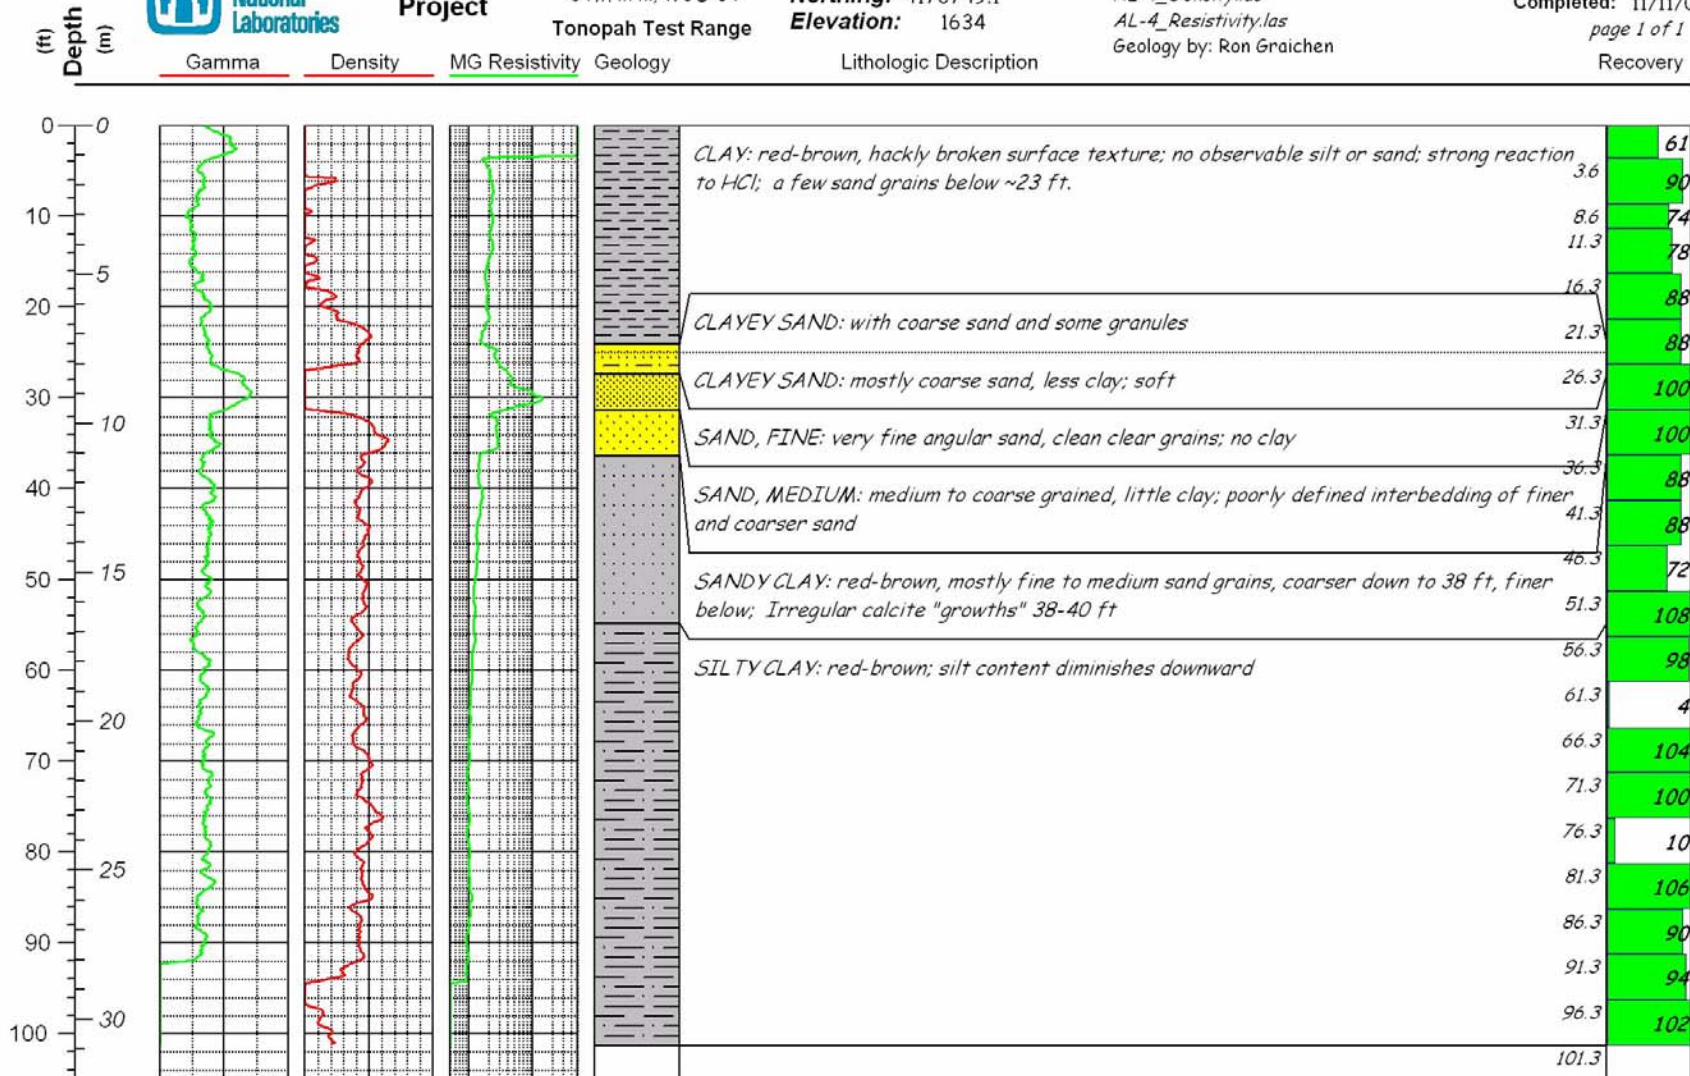 National
Laboratories
Project
Tonopah Test Range
Northing:
Elevation: 1634
AL-4_Resistivity.las
Geology by: Ron Graichen
Completed:
page 1 of 1
(ft) Depth (m)
Gamma Density MG Resistivity Geology Lithologic Description Recovery
0 0
10
5
20
30
10
40
50
15
60
20
70
80
25
90
100
30
CLAY: red-brown, hackly broken surface texture; no observable silt or sand; strong reaction
to HCl; a few sand grains below ~23 ft.
CLAYEY SAND: with coarse sand and some granules
CLAYEY SAND: mostly coarse sand, less clay; soft
SAND, FINE: very fine angular sand, clean clear grains; no clay
SAND, MEDIUM: medium to coarse grained, little clay; poorly defined interbedding of finer
and coarser sand
SANDY CLAY: red-brown, mostly fine to medium sand grains, coarser down to 38 ft, finer
below; Irregular calcite "growths" 38-40 ft
SILTY CLAY: red-brown; silt content diminishes downward
61
3.6
90
8.6
74
11.3
78
16.3
88
21.3
88
26.3
100
31.3
100
36.3
88
41.3
88
46.3
72
51.3
108
56.3
98
61.3
4
66.3
104
71.3
100
76.3
10
81.3
106
86.3
90
91.3
94
96.3
102
101.3